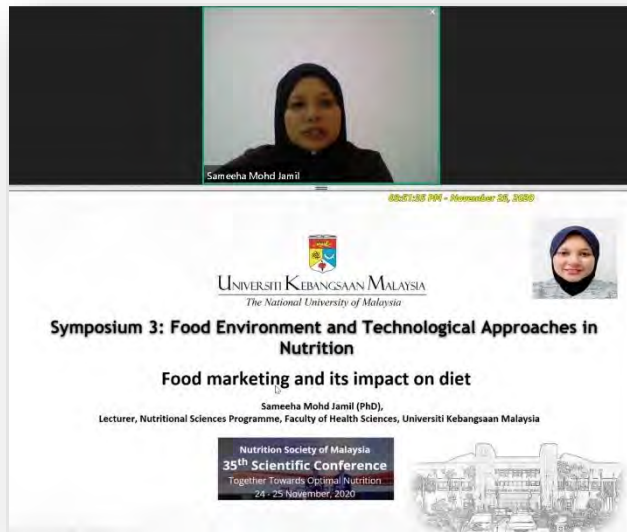 Sameeha Mohd Jamil
UNIVERSITI KEBANGSAAN MALAYSIA
The National University of Malaysia
Symposium 3: Food Environment and Technological Approaches in
Nutrition
Food marketing and its impact on diet
Sameeha Mohd Jamil (PhD),
Lecturer, Nutritional Sciences Programme, Faculty of Health Sciences, Universiti Kebangsaan Malaysia
Nutrition Society of Malaysia
35th Scientific Conference
Together Towards Optimal Nutrition
24 - 25 November, 2020